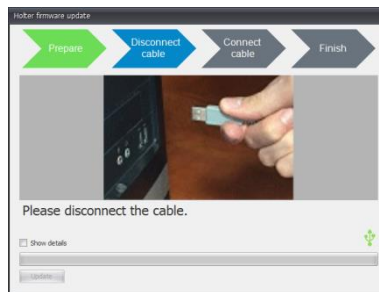 Holter firmware update
Prepare
Disconnect
cable
Connect
cable
Finish
Please disconnect the cable.
Show details
Update